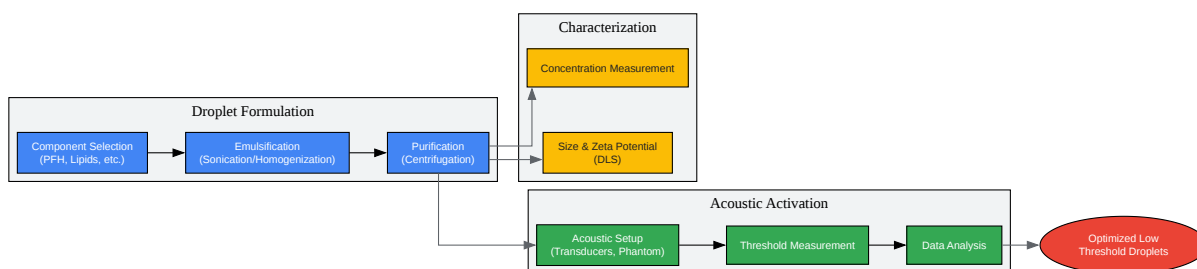 Characterization
Concentration Measurement
Size & Zeta Potential
(DLS)
Droplet Formulation
Component Selection
(PFH, Lipids, etc.)
Emulsification
(Sonication/Homogenization)
Purification
(Centrifugation)
Acoustic Activation
Acoustic Setup
(Transducers, Phantom)
Threshold Measurement
Data Analysis
Optimized Low
Threshold Droplets